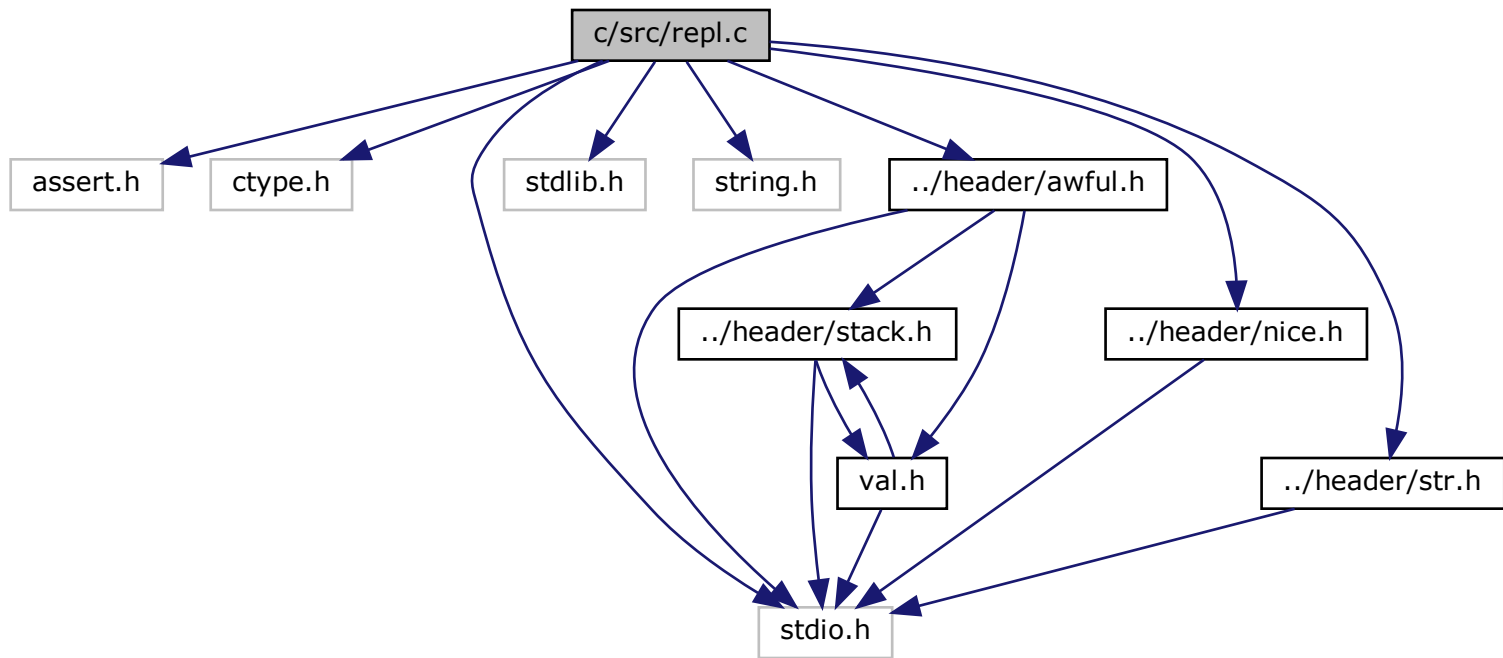 c/src/repl.c
assert.h
ctype.h
stdlib.h
string.h
../header/awful.h
../header/stack.h
../header/nice.h
val.h
../header/str.h
stdio.h